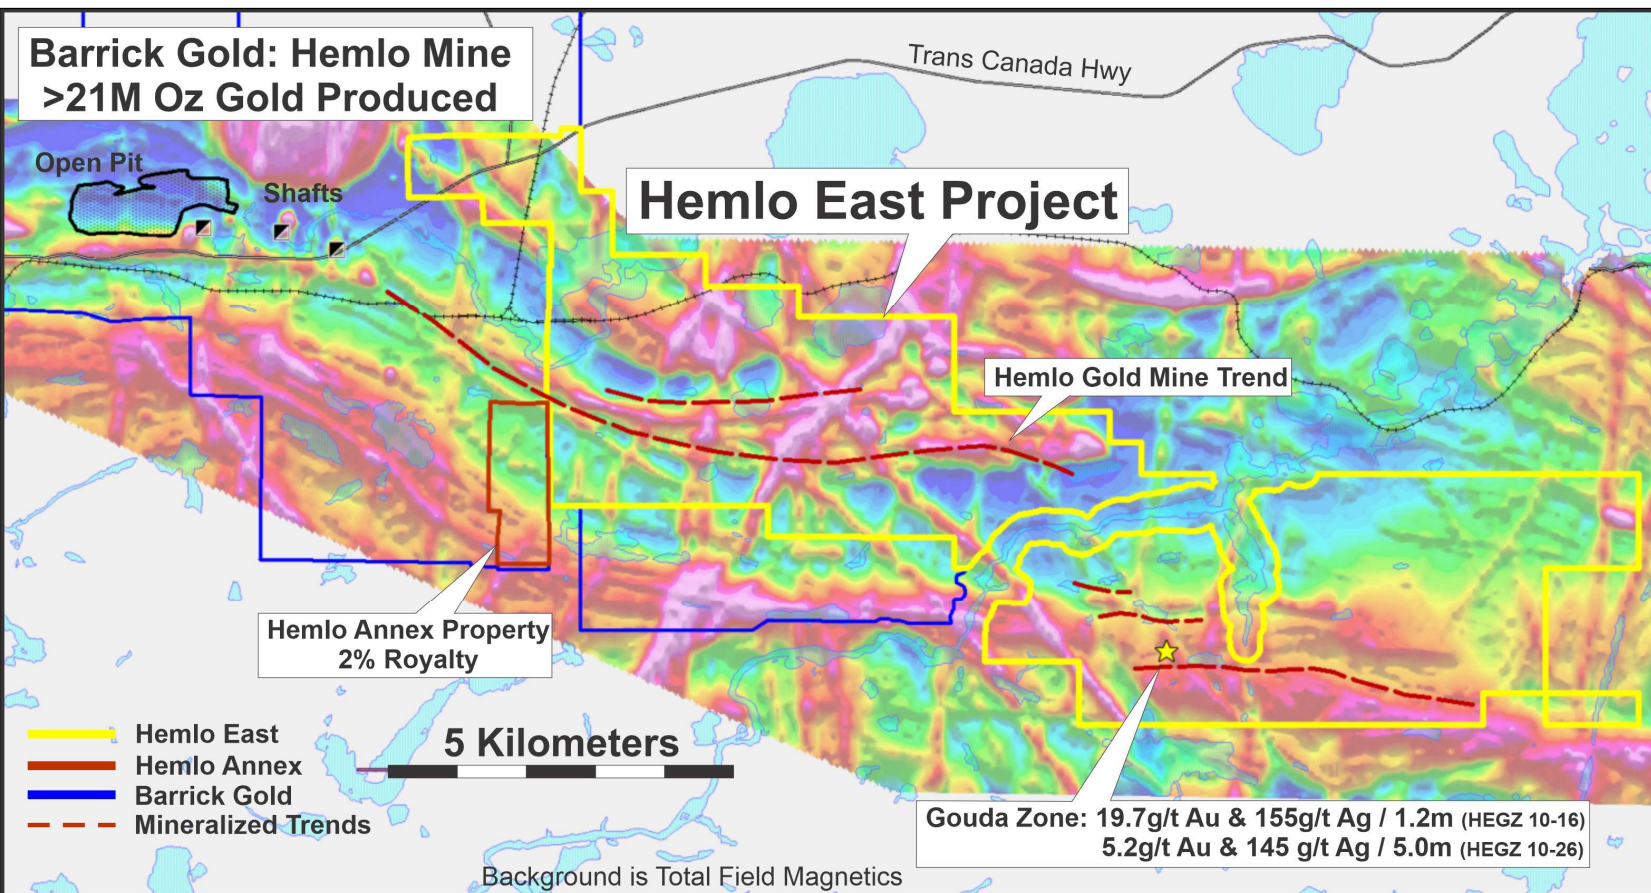 Barrick Gold: Hemlo Mine
>21M Oz Gold Produced
Trans Canada Hwy
Open Pit
Shafts
Hemlo East Project
Hemlo Gold Mine Trend
Hemlo Annex Property
2% Royalty
Hemlo East
Hemlo Annex
Barrick Gold
Mineralized Trends
5 Kilometers
Gouda Zone: 19.7g/t Au & 155g/t Ag / 1.2m (HEGZ 10-16)
5.2g/t Au & 145 g/t Ag / 5.0m (HEGZ 10-26)
Background is Total Field Magnetics